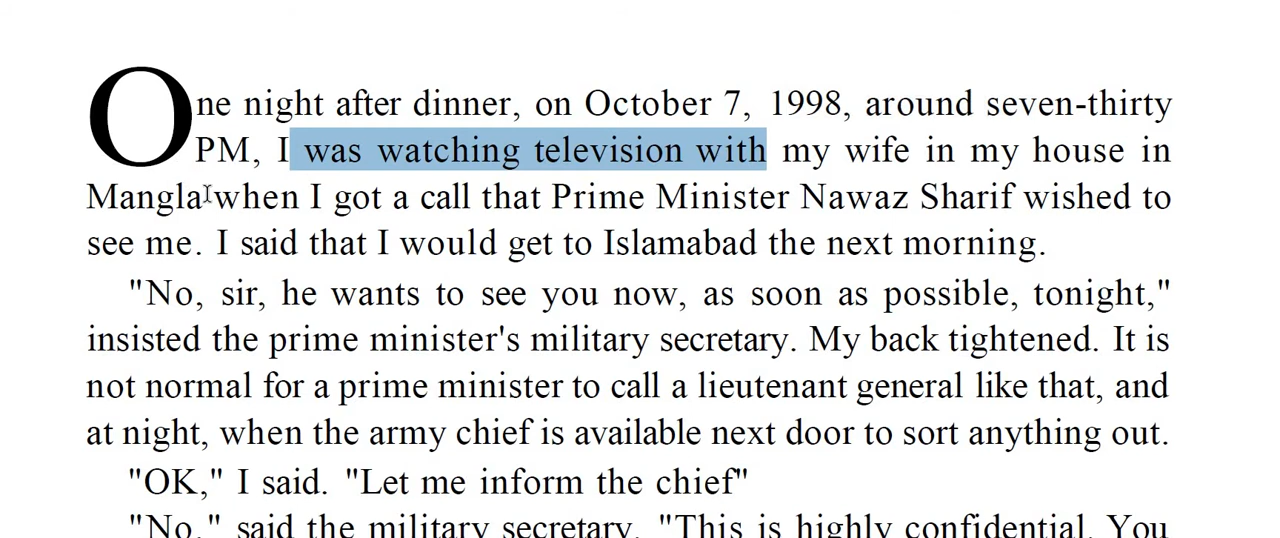 One night after dinner, on October 7, 1998, around seven-thirty
PM, I was watching television with my wife in my house in
Mangla when I got a call that Prime Minister Nawaz Sharif wished to
see me. I said that I would get to Islamabad the next morning.
"No, sir, he wants to see you now, as soon as possible, tonight,"
insisted the prime minister's military secretary. My back tightened. It is
not normal for a prime minister to call a lieutenant general like that, and
at night, when the army chief is available next door to sort anything out.
"OK," I said. "Let me inform the chief"
"No," said the military secretary. "This is highly confidential. You